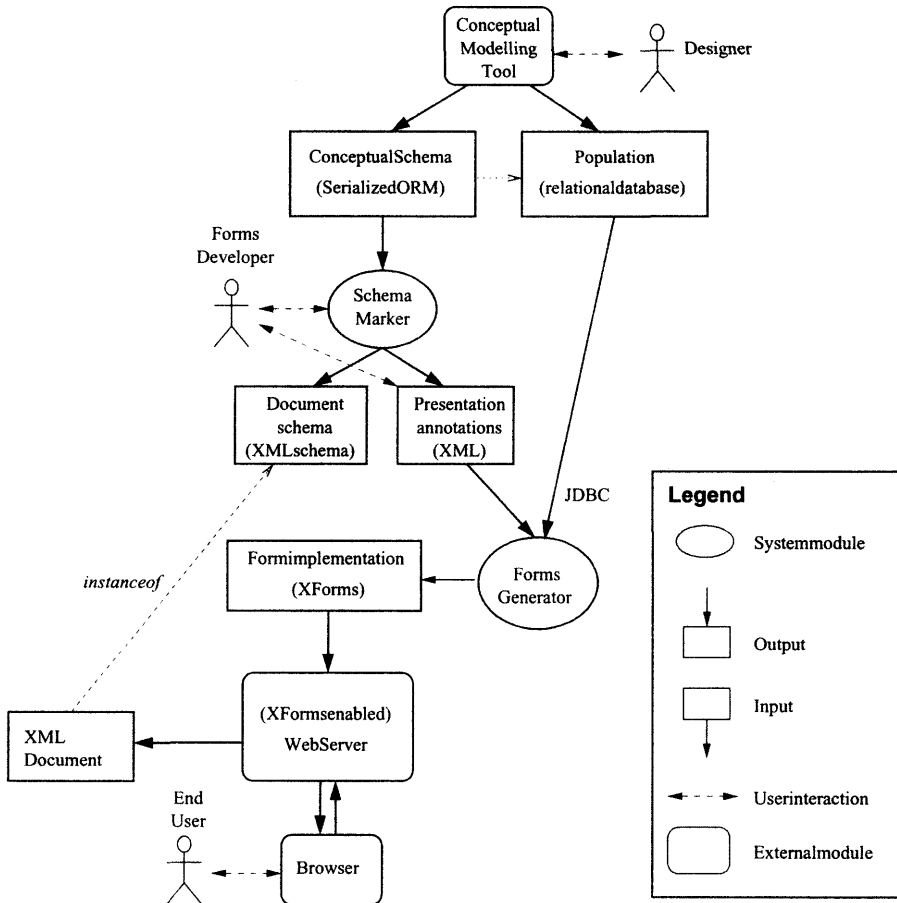 Conceptual
Modelling
Tool
Designer
ConceptualSchema
(SerializedORM)
Population
(relationaldatabase)
Forms
Developer
Schema
Marker
Document
schema
(XMLschema)
Presentation
annotations
(XML)
JDBC
instanceof
Formimplementation
(XForms)
Forms
Generator
(XFormsenabled)
WebServer
XML
Document
End
User
Browser
Legend
Systemmodule
Output
Input
Userinteraction
Externalmodule